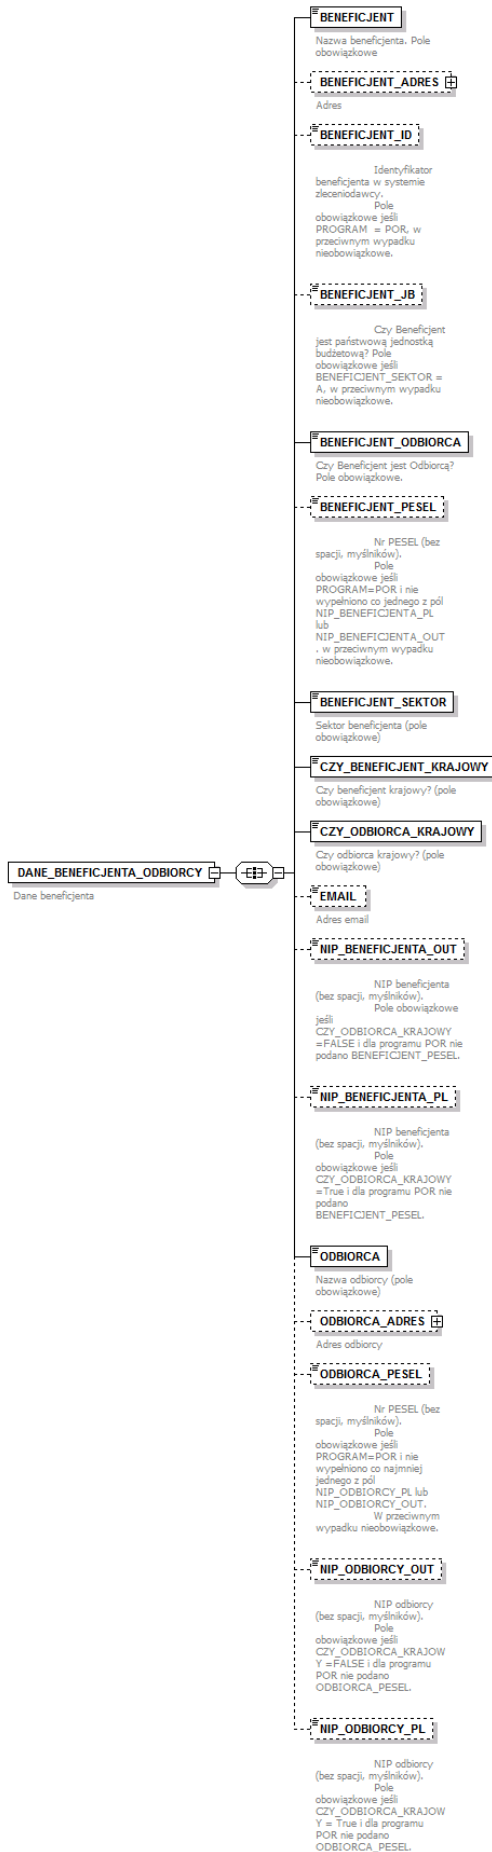 BENEFICJENT
Nazwa beneficjenta. Pole
obowiązkowe
BENEFICJENT_ADRES
Adres
BENEFICJENT_ID
Identyfikator
beneficjenta w systemie
zleceniodawcy.
Pole
obowiązkowe jeśli
PROGRAM = POR, w
przeciwnym wypadku
nieobowiązkowe.
BENEFICJENT_JB
Czy Beneficjent
jest państwową jednostką
budżetową? Pole
obowiązkowe jeśli
BENEFICJENT_SEKTOR =
A, w przeciwnym wypadku
nieobowiązkowe.
BENEFICJENT_ODBIORCA
Czy Beneficjent jest Odbiorcą?
Pole obowiązkowe.
BENEFICJENT_PESEL
Nr PESEL (bez
spacji, myślników).
Pole
obowiązkowe jeśli
PROGRAM=POR i nie
wypełniono co jednego z pól
NIP_BENEFICJENTA_PL
lub
NIP_BENEFICJENTA_OUT
. w przeciwnym wypadku
nieobowiązkowe.
BENEFICJENT_SEKTOR
Sektor beneficjenta (pole
obowiązkowe)
CZY_BENEFICJENT_KRAJOWY
Czy beneficjent krajowy? (pole
obowiązkowe)
CZY_ODBIORCA_KRAJOWY
Czy odbiorca krajowy? (pole
obowiązkowe)
DANE_BENEFICJENTA_ODBIORCY
Dane beneficjenta
EMAIL
Adres email
NIP_BENEFICJENTA_OUT
NIP beneficjenta
(bez spacji, myślników).
Pole obowiązkowe
jeśli
CZY_ODBIORCA_KRAJOWY
=FALSE i dla programu POR nie
podano BENEFICJENT_PESEL.
NIP_BENEFICJENTA_PL
NIP beneficjenta
(bez spacji, myślników).
Pole
obowiązkowe jeśli
CZY_ODBIORCA_KRAJOWY
=True i dla programu POR nie
podano
BENEFICJENT_PESEL.
ODBIORCA
Nazwa odbiorcy (pole
obowiązkowe)
ODBIORCA_ADRES
Adres odbiorcy
ODBIORCA_PESEL
Nr PESEL (bez
spacji, myślników).
Pole
obowiązkowe jeśli
PROGRAM=POR i nie
wypełniono co najmniej
jednego z pól
NIP_ODBIORCY_PL lub
NIP_ODBIORCY_OUT.
W przeciwnym
wypadku nieobowiązkowe.
NIP_ODBIORCY_OUT
NIP odbiorcy
(bez spacji, myślników).
Pole
obowiązkowe jeśli
CZY_ODBIORCA_KRAJOW
Y =FALSE i dla programu
POR nie podano
ODBIORCA_PESEL.
NIP_ODBIORCY_PL
NIP odbiorcy
(bez spacji, myślników).
Pole
obowiązkowe jeśli
CZY_ODBIORCA_KRAJOW
Y = True i dla programu
POR nie podano
ODBIORCA_PESEL.